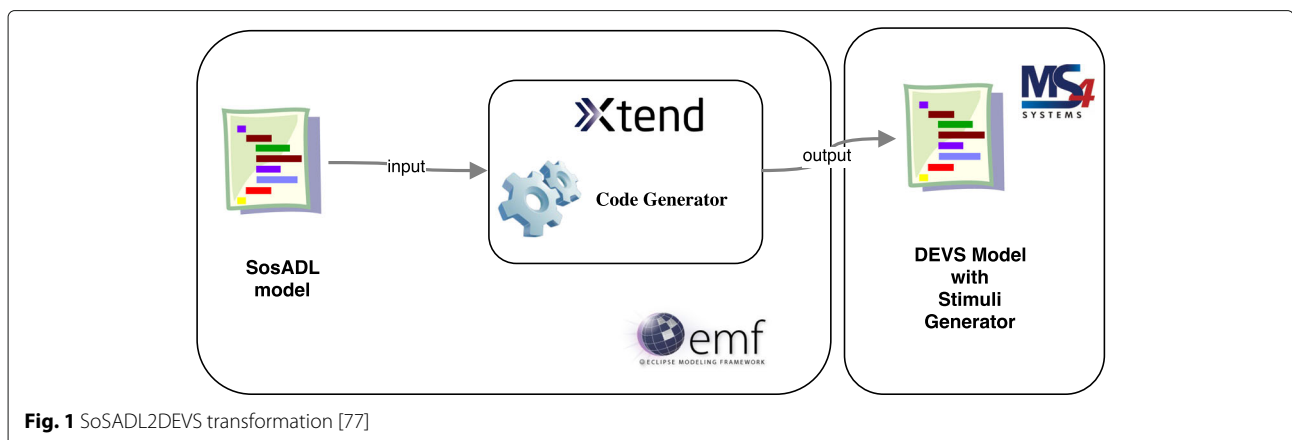 Xtend
MS4
SYSTEMS
input
output
Code Generator
SosADL
model
DEVS Model
with
Stimuli
Generator
emf
ECLIPSE MODELING FRAMEWORK
Fig. 1 SoSADL2DEVS transformation [77]